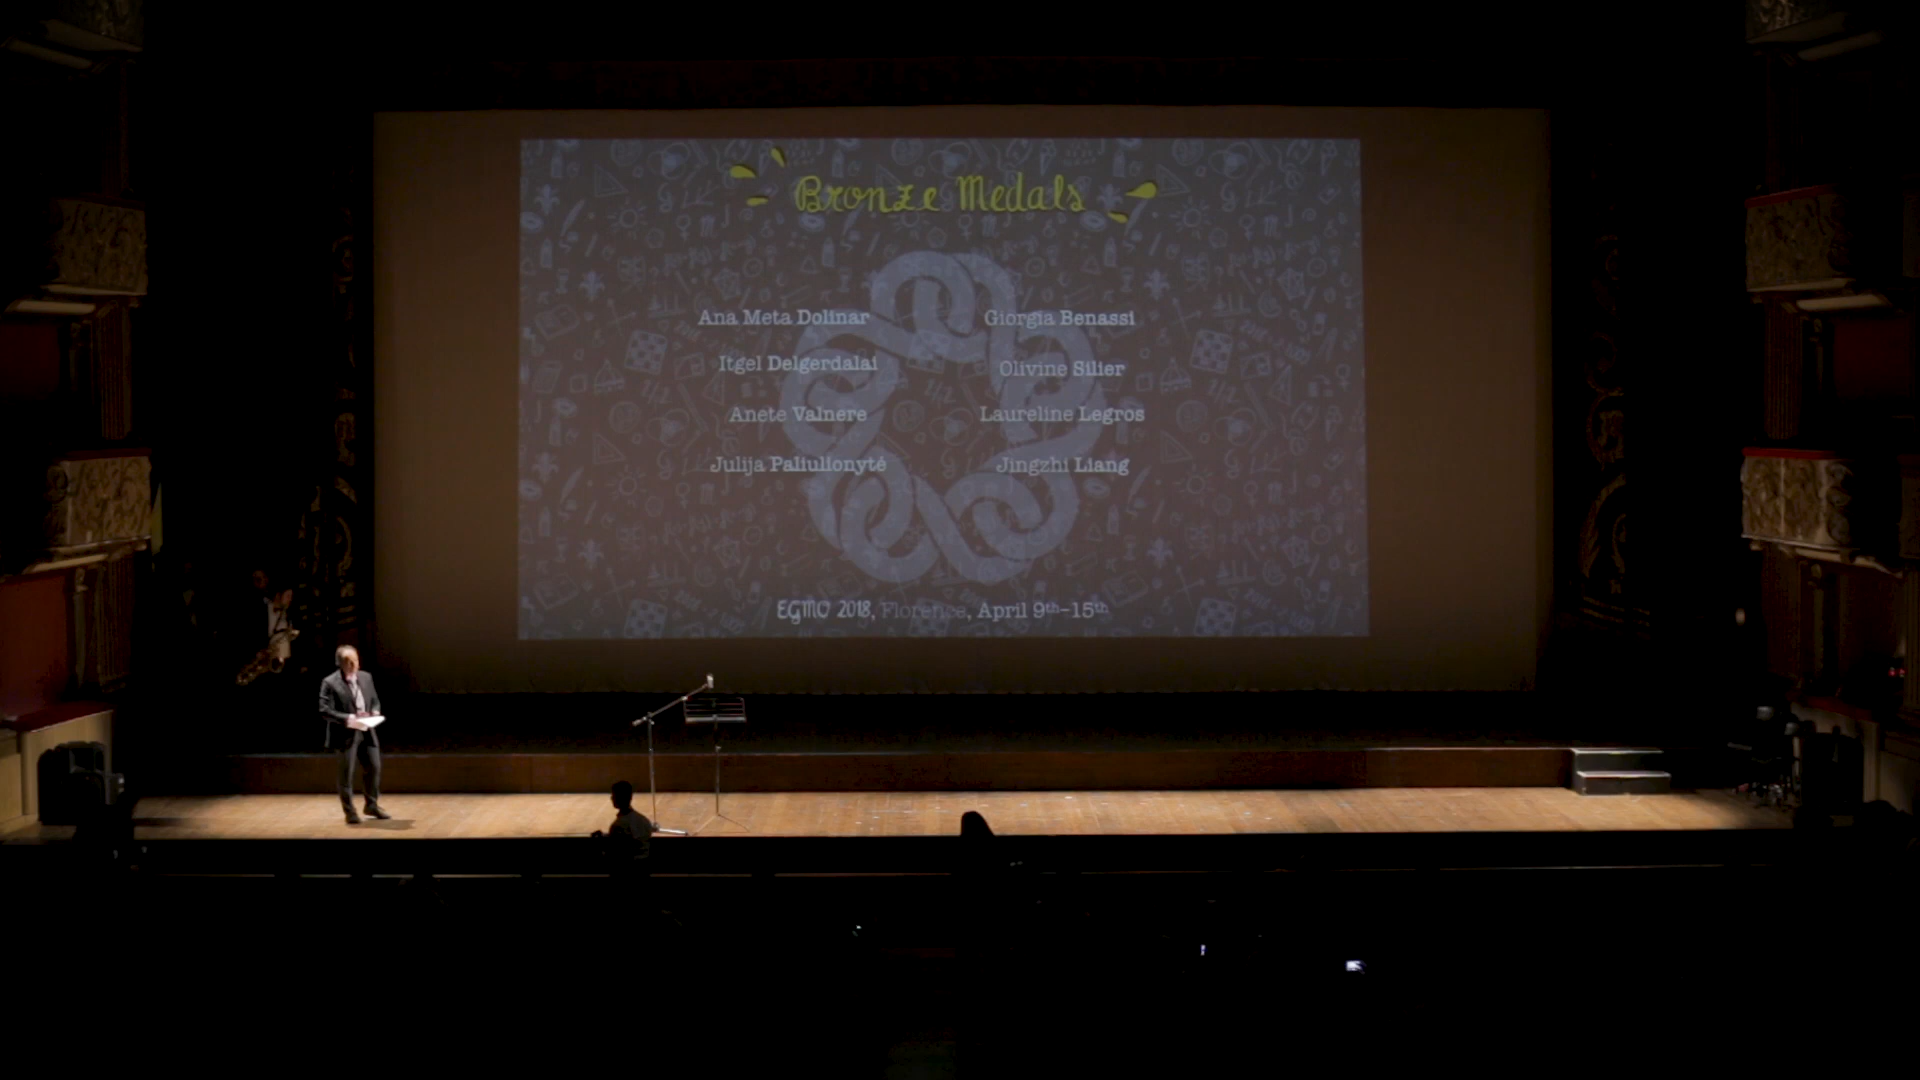 Bronze Medals
Ana Meta Dolinar
Giorgia Benassi
Itgel Delgerdalai
Olivine Silier
Anete Valnere
Laureline Legros
Julija Paliulionytė
Jingzhi Liang
EGMO 2018, Florence, April 9th-15th